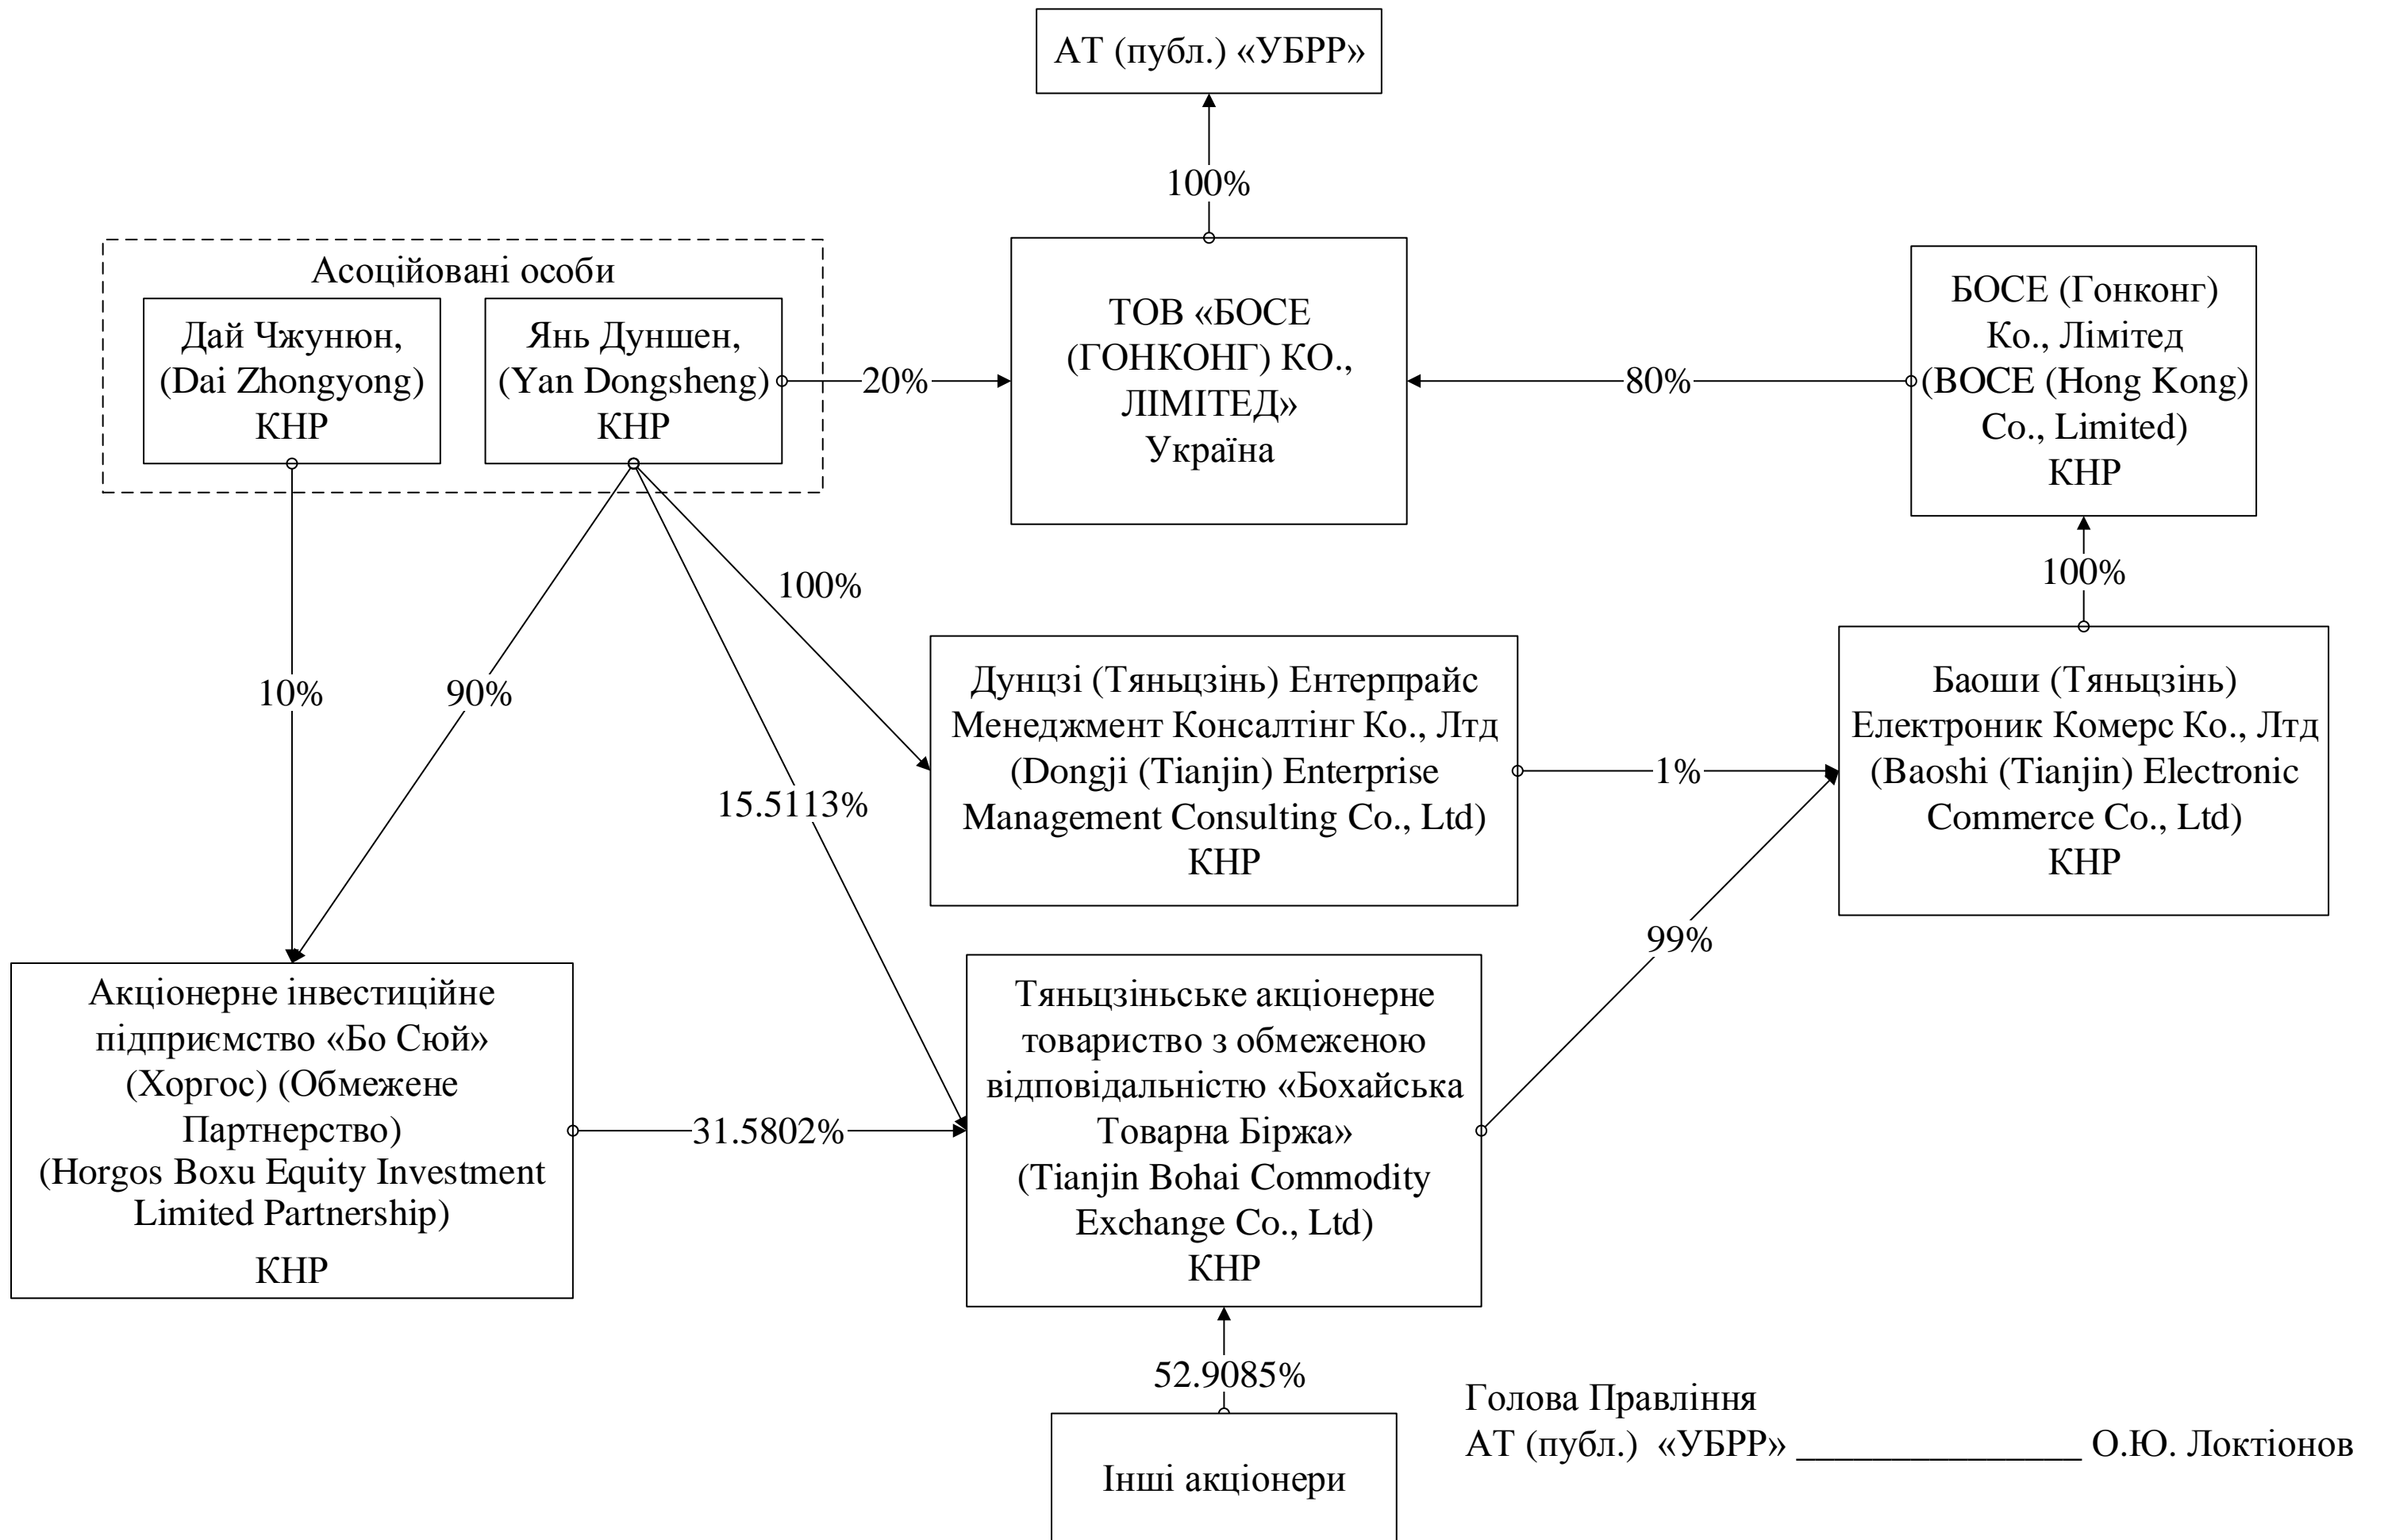 АТ (публ.) «УБРР»
100%
Асоційовані особи
Дай Чжунюн,
(Dai Zhongyong)
КНР
Янь Дуншен,
(Yan Dongsheng)
КНР
20%
ТОВ «БОСЕ
(ГОНКОНГ) КО.,
ЛІМІТЕД»
Україна
80%
БОСЕ (Гонконг)
Ко., Лімітед
(BOCE (Hong Kong)
Co., Limited)
КНР
100%
100%
10%
90%
15.5113%
Дунцзі (Тяньцзінь) Ентерпрайс
Менеджмент Консалтінг Ко., Лтд
(Dongji (Tianjin) Enterprise
Management Consulting Co., Ltd)
КНР
1%
Баоши (Тяньцзінь)
Електроник Комерс Ко., Лтд
(Baoshi (Tianjin) Electronic
Commerce Co., Ltd)
КНР
99%
Акціонерне інвестиційне
підприємство «Бо Сюй»
(Хоргос) (Обмежене
Партнерство)
(Horgos Boxu Equity Investment
Limited Partnership)
КНР
31.5802%
Тяньцзіньське акціонерне
товариство з обмеженою
відповідальністю «Бохайська
Товарна Біржа»
(Tianjin Bohai Commodity
Exchange Co., Ltd)
КНР
52.9085%
Інші акціонери
Голова Правління
АТ (публ.) «УБРР» _______________ О.Ю. Локтіонов